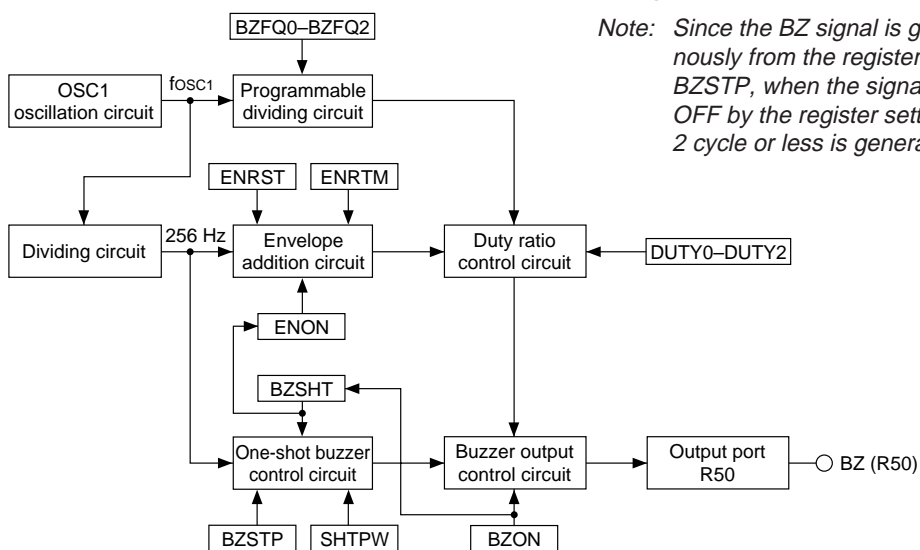 BZFQ0–BZFQ2
Note: Since the BZ signal is g
nously from the register
BZSTP, when the signa
OFF by the register sett
2 cycle or less is genera
OSC1
oscillation circuit
fOSC1
Programmable
dividing circuit
ENRST
ENRTM
Dividing circuit
256 Hz
Envelope
addition circuit
Duty ratio
control circuit
DUTY0–DUTY2
ENON
BZSHT
One-shot buzzer
control circuit
Buzzer output
control circuit
Output port
R50
BZ (R50)
BZSTP
SHTPW
BZON